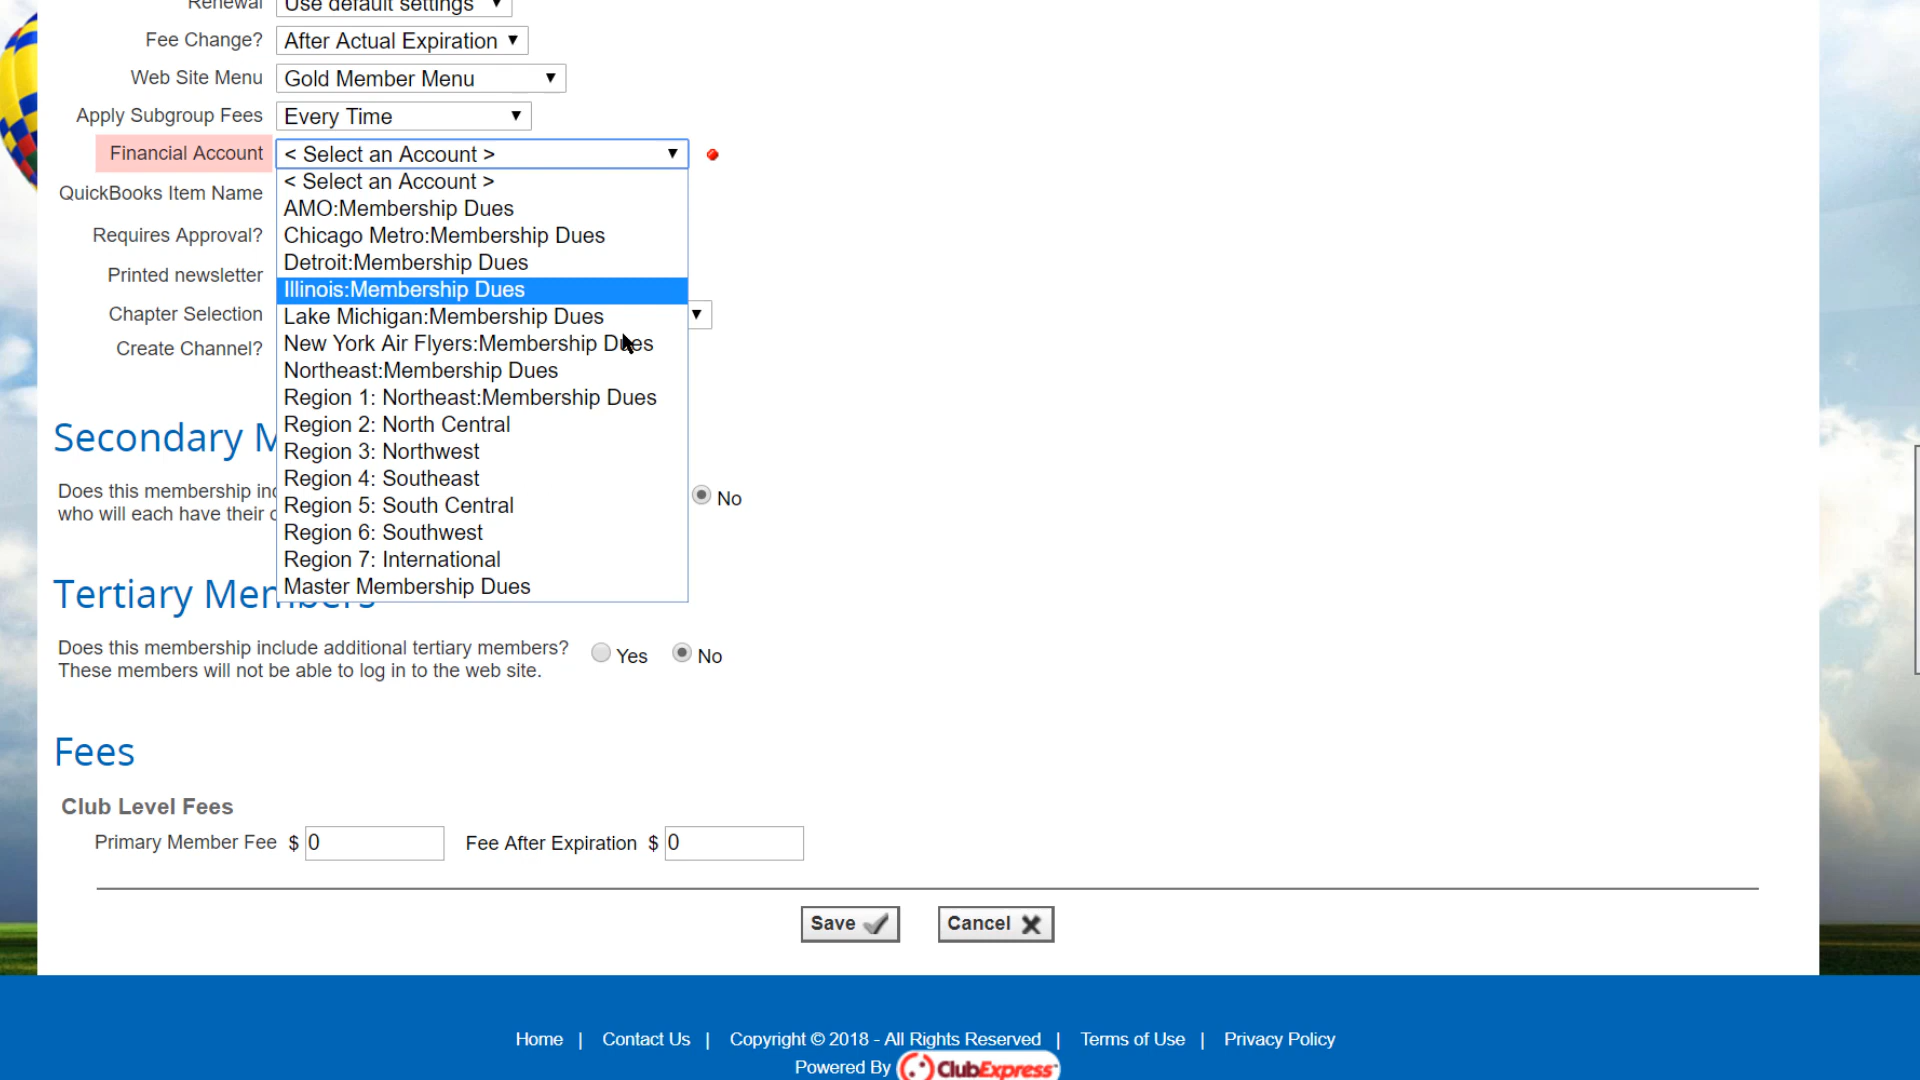 Renewal Use default settings
Fee Change? After Actual Expiration
Web Site Menu Gold Member Menu
Apply Subgroup Fees Every Time
Financial Account < Select an Account >
< Select an Account >
AMO:Membership Dues
QuickBooks Item Name
Chicago Metro:Membership Dues
Requires Approval?
Detroit:Membership Dues
Printed newsletter
Illinois:Membership Dues
Chapter Selection
Lake Michigan:Membership Dues
Create Channel?
New York Air Flyers:Membership Dues
Northeast:Membership Dues
Region 1: Northeast:Membership Dues
Region 2: North Central
Region 3: Northwest
Region 4: Southeast
Region 5: South Central
Region 6: Southwest
Region 7: International
Master Membership Dues
Secondary M
Does this membership inc
who will each have their
No
Tertiary Members
Does this membership include additional tertiary members?
These members will not be able to log in to the web site.
Yes No
Fees
Club Level Fees
Primary Member Fee $ 0 Fee After Expiration $ 0
Save Cancel
Home | Contact Us | Copyright © 2018 - All Rights Reserved | Terms of Use | Privacy Policy
Powered By ClubExpress